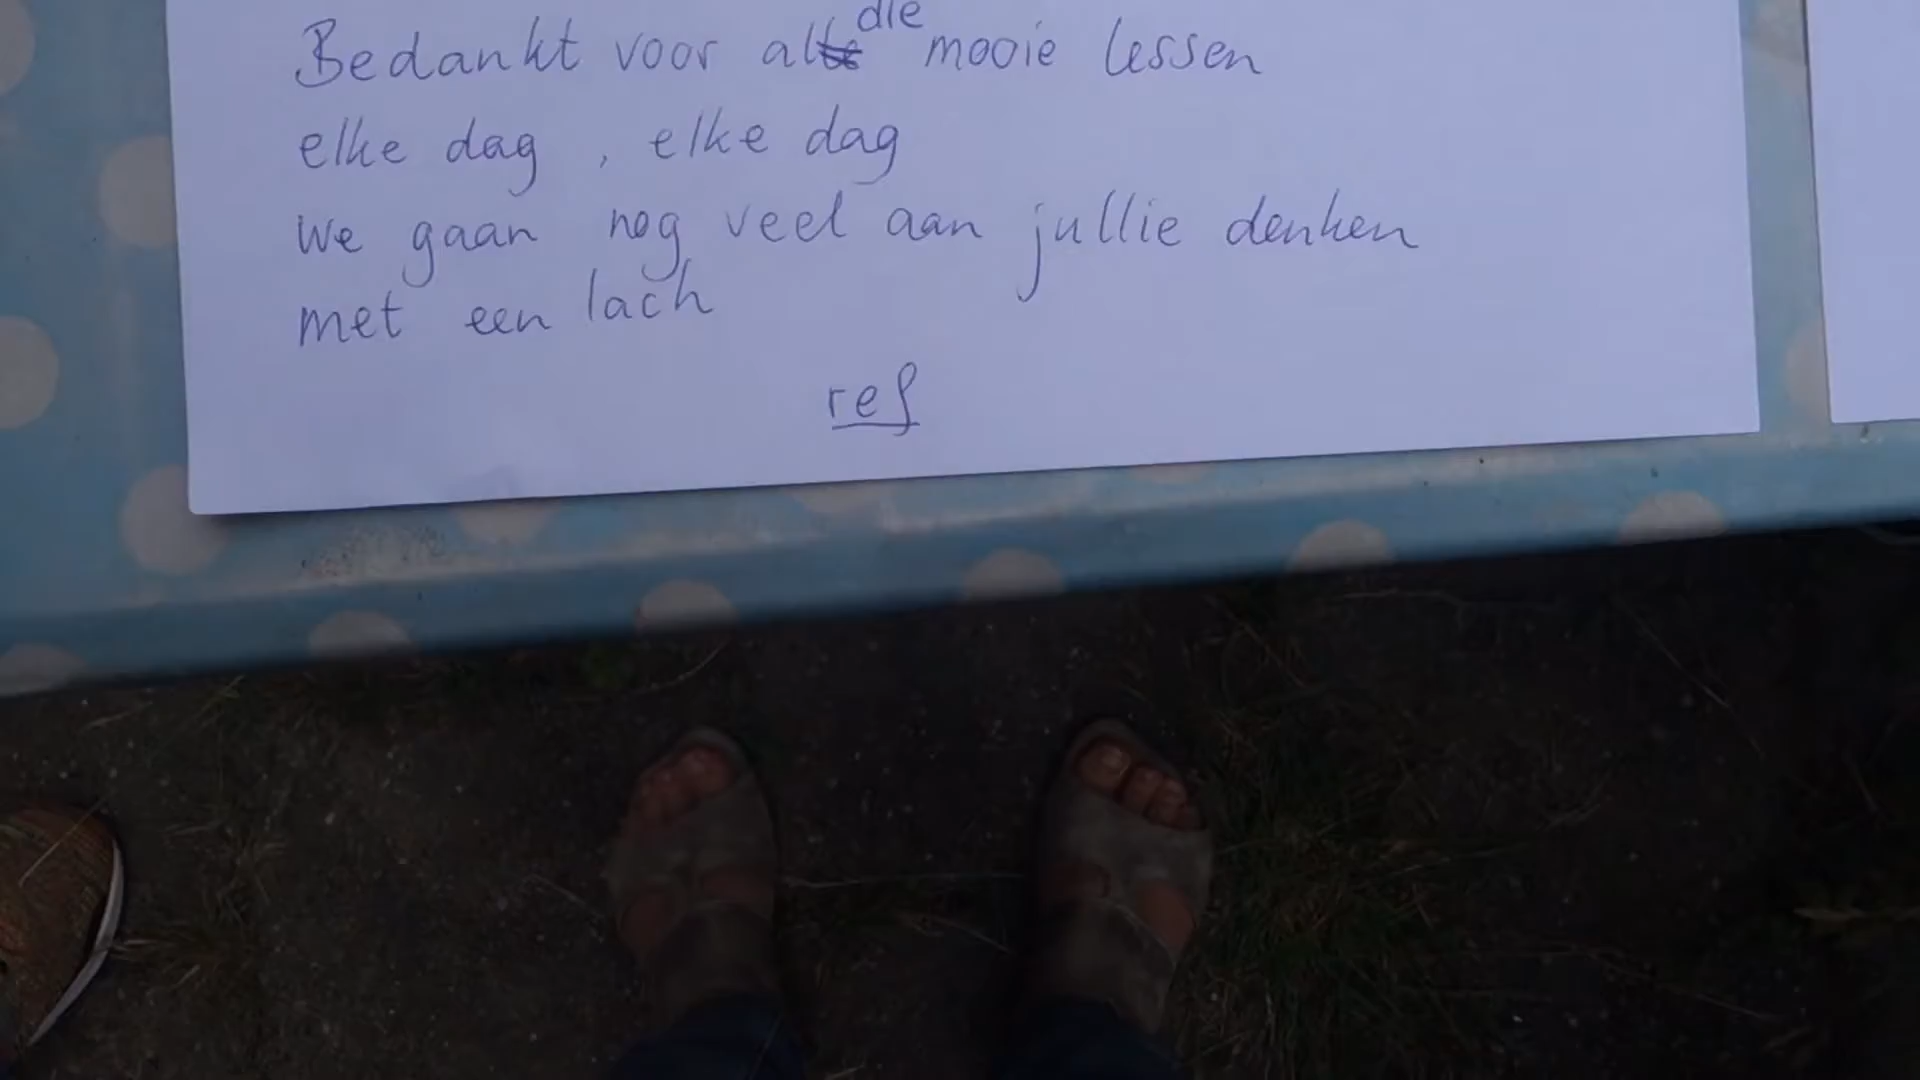 Bedankt voor al die mooie lessen
elke dag, elke dag
we gaan nog veel aan jullie denken
met een lach
ref